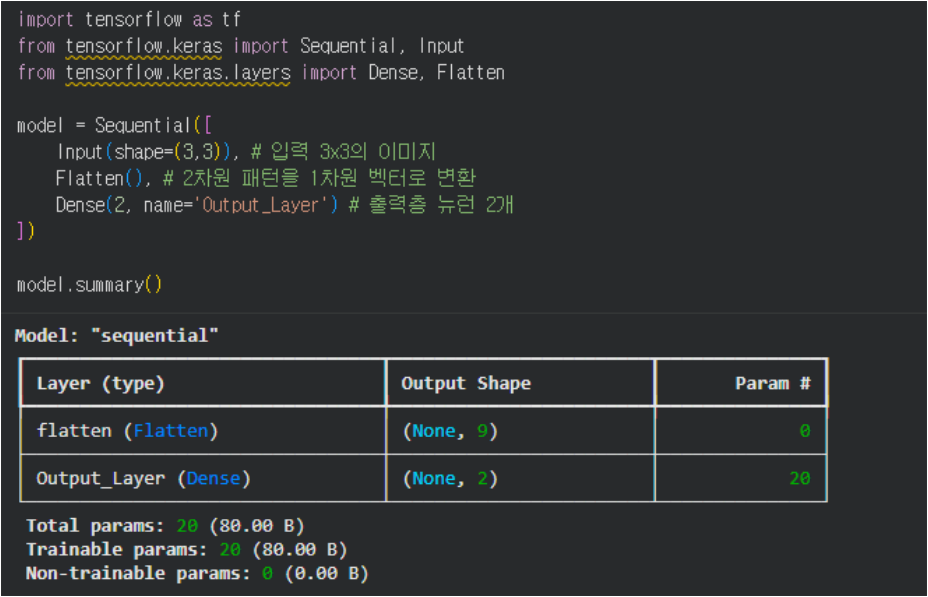 import tensorflow as tf
from tensorflow.keras import Sequential, Input
from tensorflow.keras.layers import Dense, Flatten
model = Sequential([
    Input(shape=(3,3)), # 입력 3x3의 이미지
    Flatten(), # 2차원 패턴을 1차원 벡터로 변환
    Dense(2, name='Output_Layer') # 출력층 뉴런 2개
])
model.summary()
Model: "sequential"
Layer (type) Output Shape Param #
flatten (Flatten) (None, 9) 0
Output_Layer (Dense) (None, 2) 20
Total params: 20 (80.00 B)
Trainable params: 20 (80.00 B)
Non-trainable params: 0 (0.00 B)